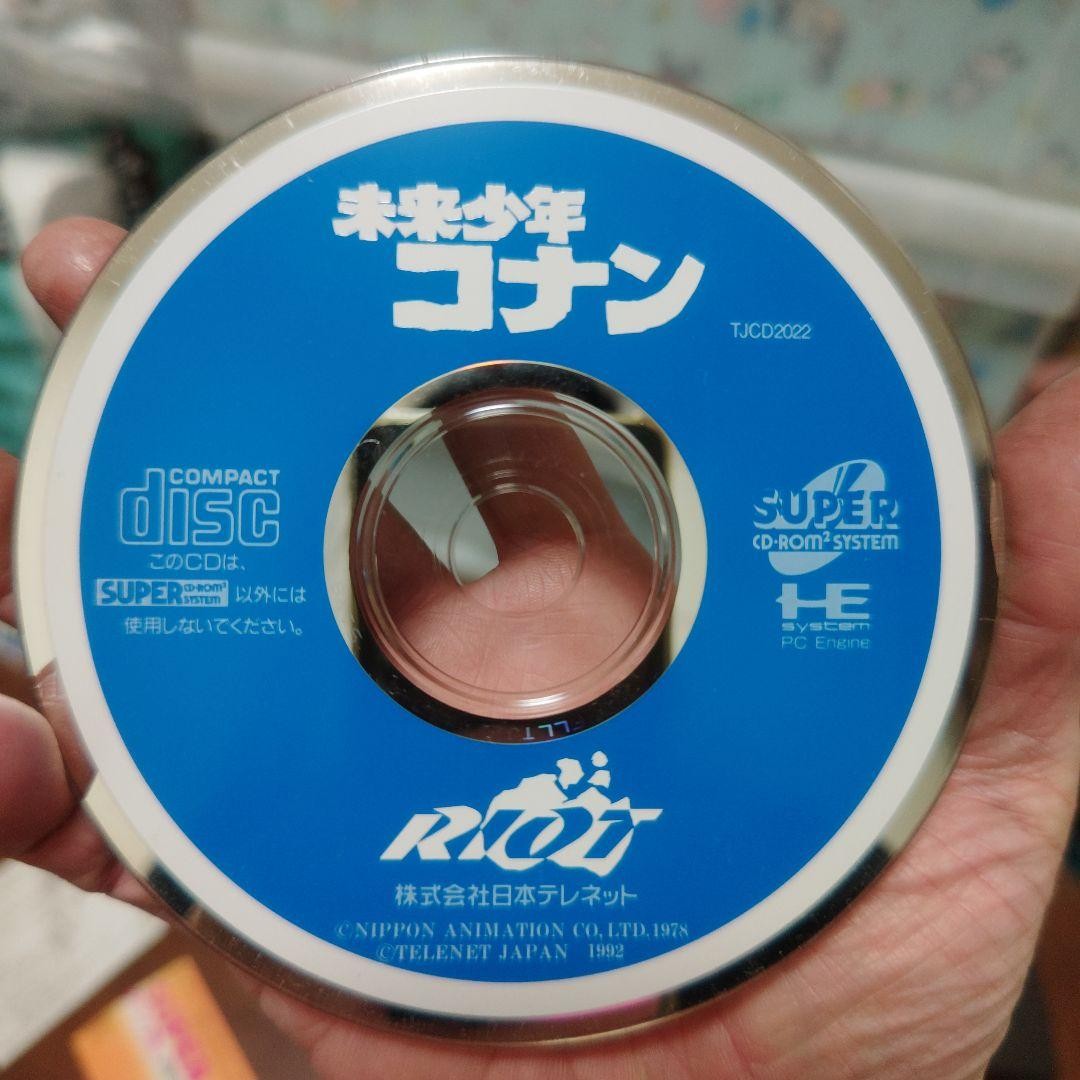 未来少年
コナン
TJCD2022
COMPACT
disc
このCDは、
SUPER CD-ROM² SYSTEM 以外には
使用しないでください。
SUPER
CD-ROM² SYSTEM
HE
system
PC Engine
RIOT
株式会社日本テレネット
©NIPPON ANIMATION CO,LTD.1978
©TELENET JAPAN 1992